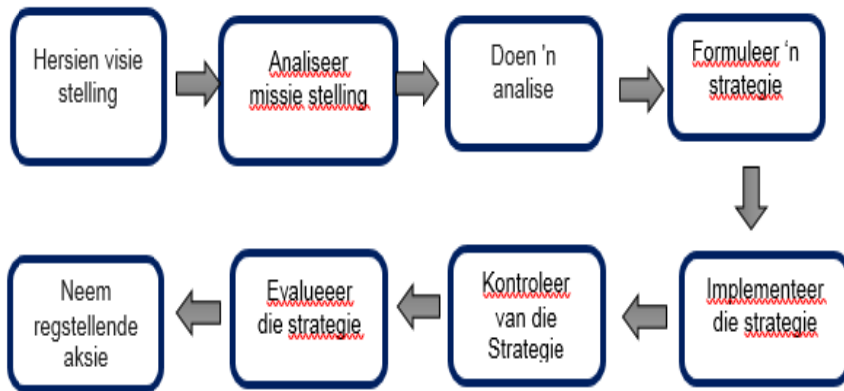 Hersien visie
stelling
Analiseer
missie stelling
Doen 'n
analise
Formuleer ‘n
strategie
Implementeer
die strategie
Kontroleer
van die
Strategie
Evalueeer
die strategie
Neem
regstellende
aksie